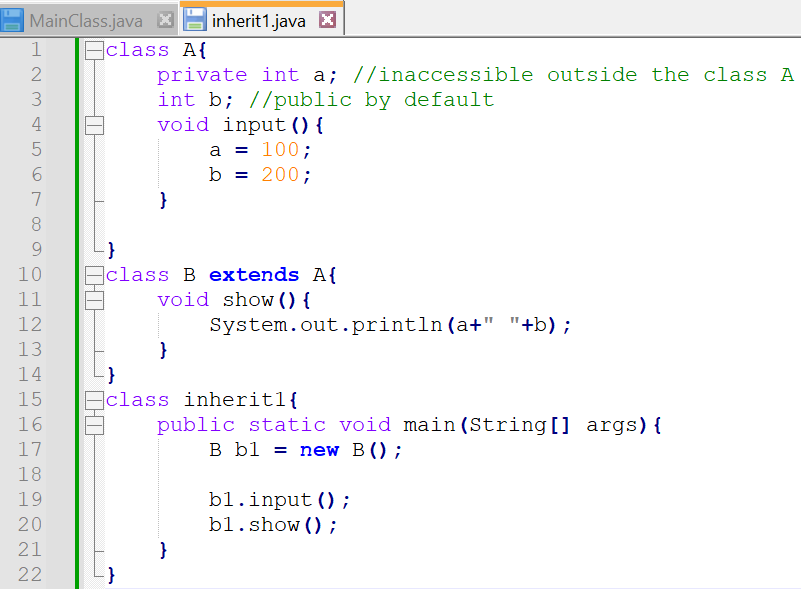 MainClass.java inherit1.java
1 class A{
2 private int a; //inaccessible outside the class A
3 int b; //public by default
4 void input(){
5 a = 100;
6 b = 200;
7 }
8
9 }
10 class B extends A{
11 void show(){
12 System.out.println(a+" "+b);
13 }
14 }
15 class inherit1{
16 public static void main(String[] args){
17 B b1 = new B();
18
19 b1.input();
20 b1.show();
21 }
22 }